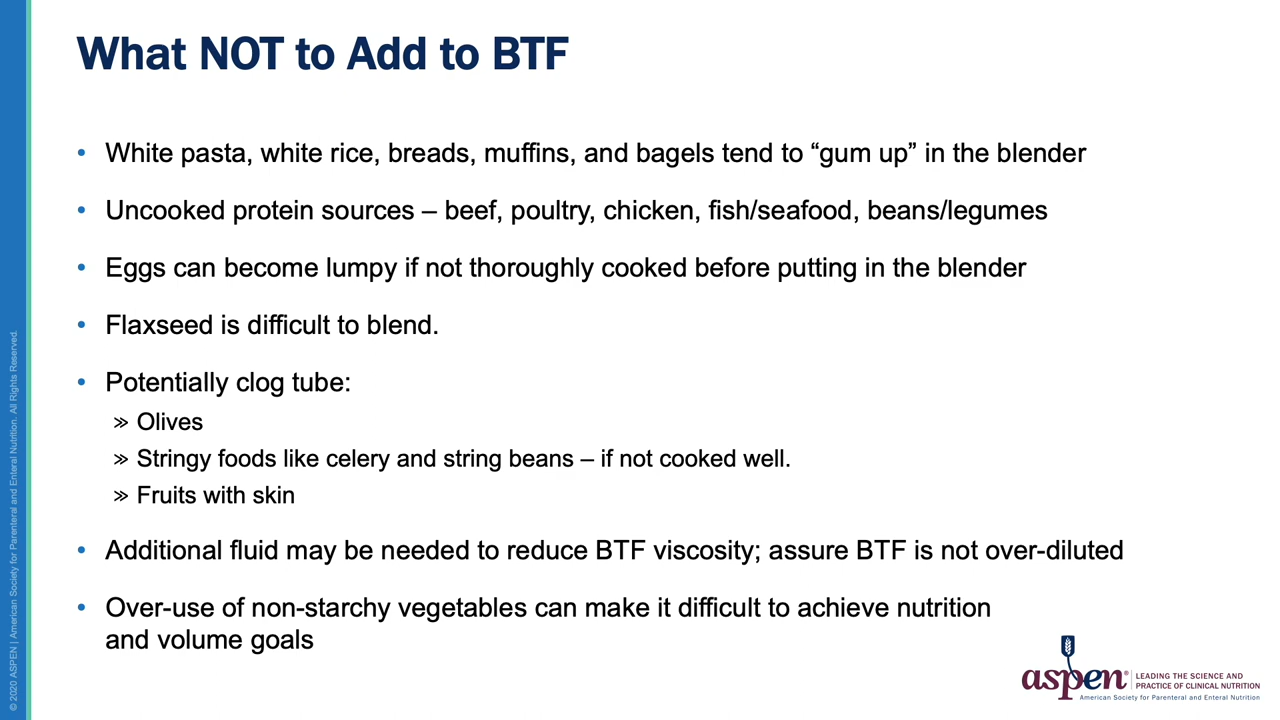 What NOT to Add to BTF
• White pasta, white rice, breads, muffins, and bagels tend to “gum up” in the blender
• Uncooked protein sources – beef, poultry, chicken, fish/seafood, beans/legumes
• Eggs can become lumpy if not thoroughly cooked before putting in the blender
• Flaxseed is difficult to blend.
• Potentially clog tube:
» Olives
» Stringy foods like celery and string beans – if not cooked well.
» Fruits with skin
• Additional fluid may be needed to reduce BTF viscosity; assure BTF is not over-diluted
• Over-use of non-starchy vegetables can make it difficult to achieve nutrition
and volume goals
© 2020 ASPEN | American Society for Parenteral and Enteral Nutrition. All Rights Reserved.
aspen®
LEADING THE SCIENCE AND
PRACTICE OF CLINICAL NUTRITION
American Society for Parenteral and Enteral Nutrition